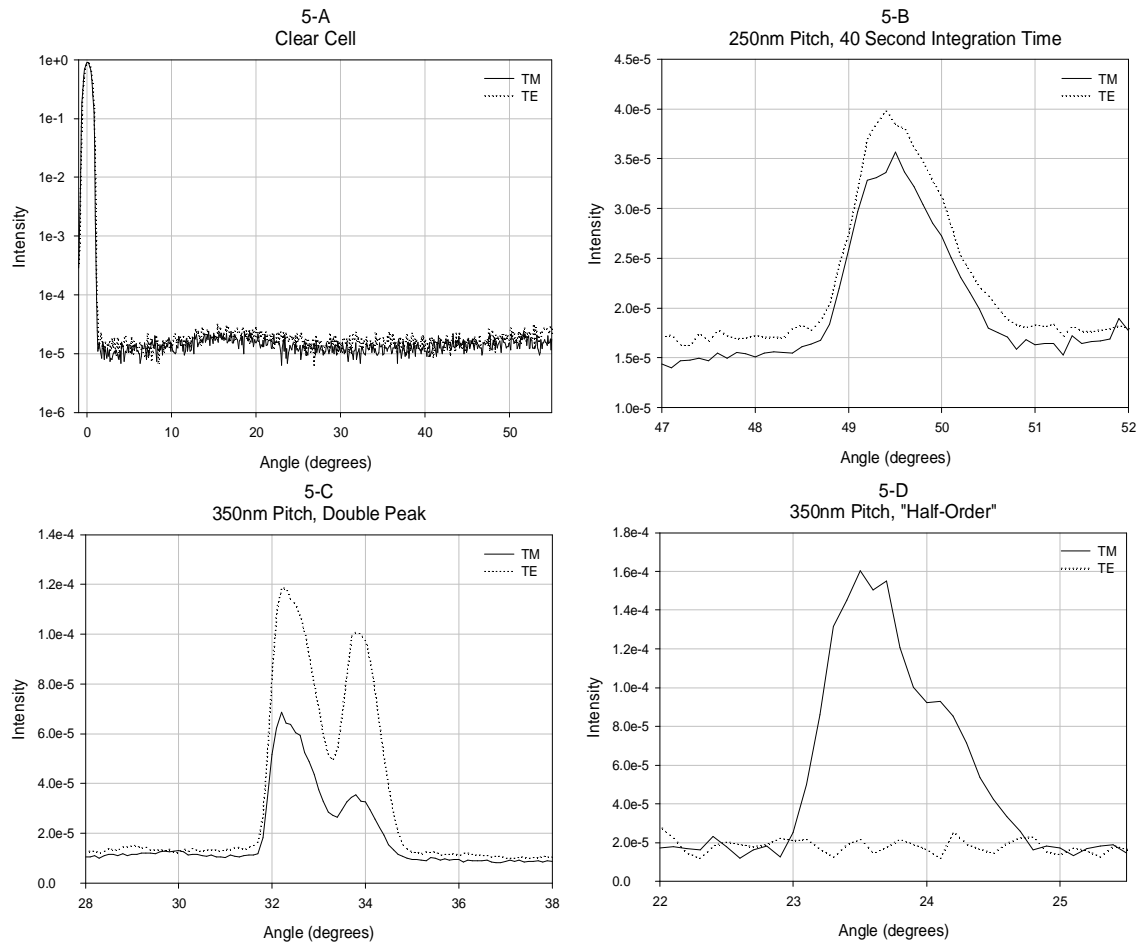 5-A
Clear Cell
1e+0
1e-1
1e-2
1e-3
1e-4
1e-5
1e-6
Intensity
TM
TE
0
10
20
30
40
50
Angle (degrees)
5-B
250nm Pitch, 40 Second Integration Time
4.5e-5
4.0e-5
3.5e-5
3.0e-5
2.5e-5
2.0e-5
1.5e-5
1.0e-5
Intensity
TM
TE
47
48
49
50
51
52
Angle (degrees)
5-C
350nm Pitch, Double Peak
1.4e-4
1.2e-4
1.0e-4
8.0e-5
6.0e-5
4.0e-5
2.0e-5
0.0
Intensity
TM
TE
28
30
32
34
36
38
Angle (degrees)
5-D
350nm Pitch, "Half-Order"
1.8e-4
1.6e-4
1.4e-4
1.2e-4
1.0e-4
8.0e-5
6.0e-5
4.0e-5
2.0e-5
0.0
Intensity
TM
TE
22
23
24
25
Angle (degrees)